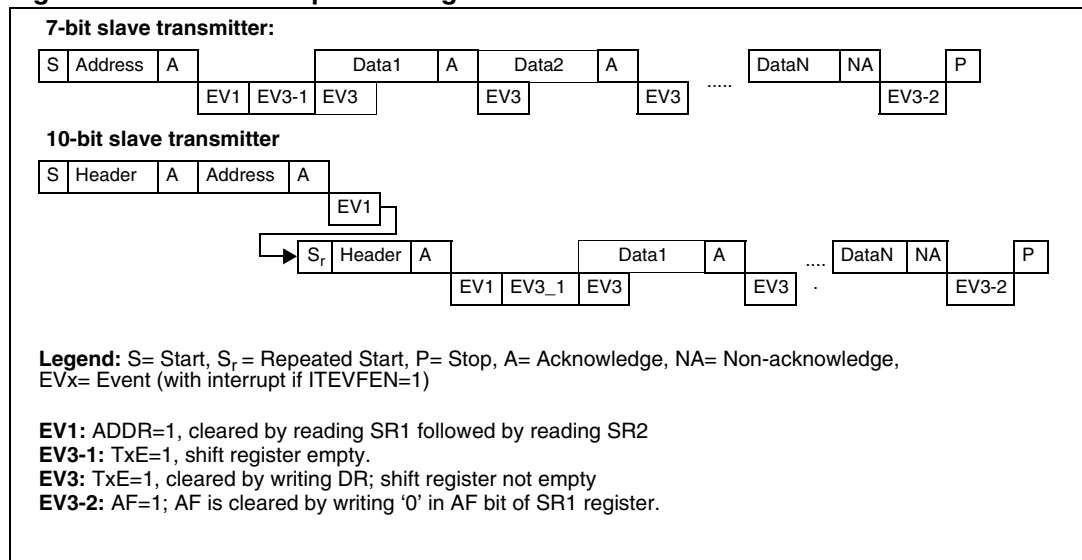 7-bit slave transmitter:
S Address A Data1 A Data2 A ..... DataN NA P
EV1 EV3-1 EV3 EV3 EV3 EV3-2
10-bit slave transmitter
S Header A Address A
EV1
Sr Header A Data1 A .... DataN NA P
EV1 EV3_1 EV3 EV3 . EV3-2
Legend: S= Start, Sr = Repeated Start, P= Stop, A= Acknowledge, NA= Non-acknowledge,
EVx= Event (with interrupt if ITEVFEN=1)
EV1: ADDR=1, cleared by reading SR1 followed by reading SR2
EV3-1: TxE=1, shift register empty.
EV3: TxE=1, cleared by writing DR; shift register not empty
EV3-2: AF=1; AF is cleared by writing ‘0’ in AF bit of SR1 register.